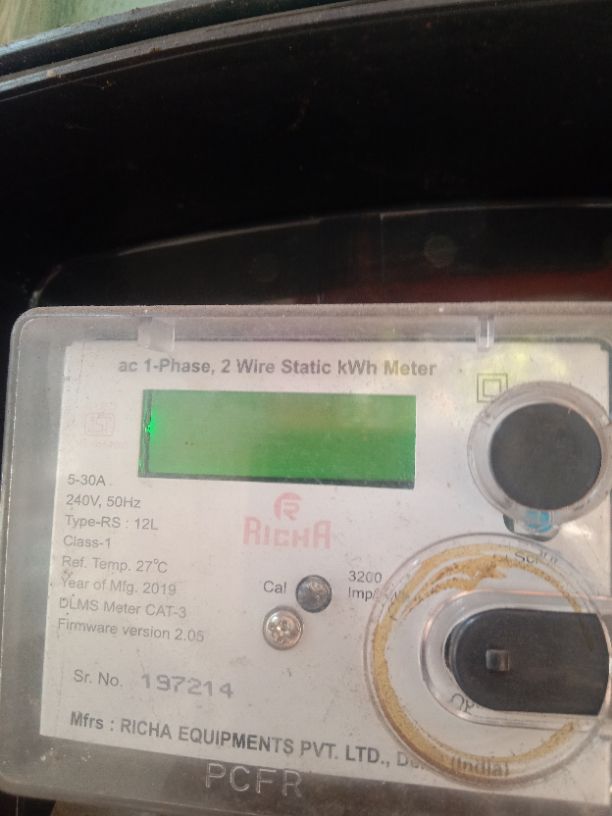 ac 1-Phase, 2 Wire Static kWh Meter
5-30A
240V, 50Hz
Type-RS : 12L
Class-1
Ref. Temp. 27°C
Year of Mfg. 2019
DLMS Meter CAT-3
Firmware version 2.05
RICHA
Cal
3200
Sr. No. 197214
Mfrs : RICHA EQUIPMENTS PVT. LTD., (India)
PCFR